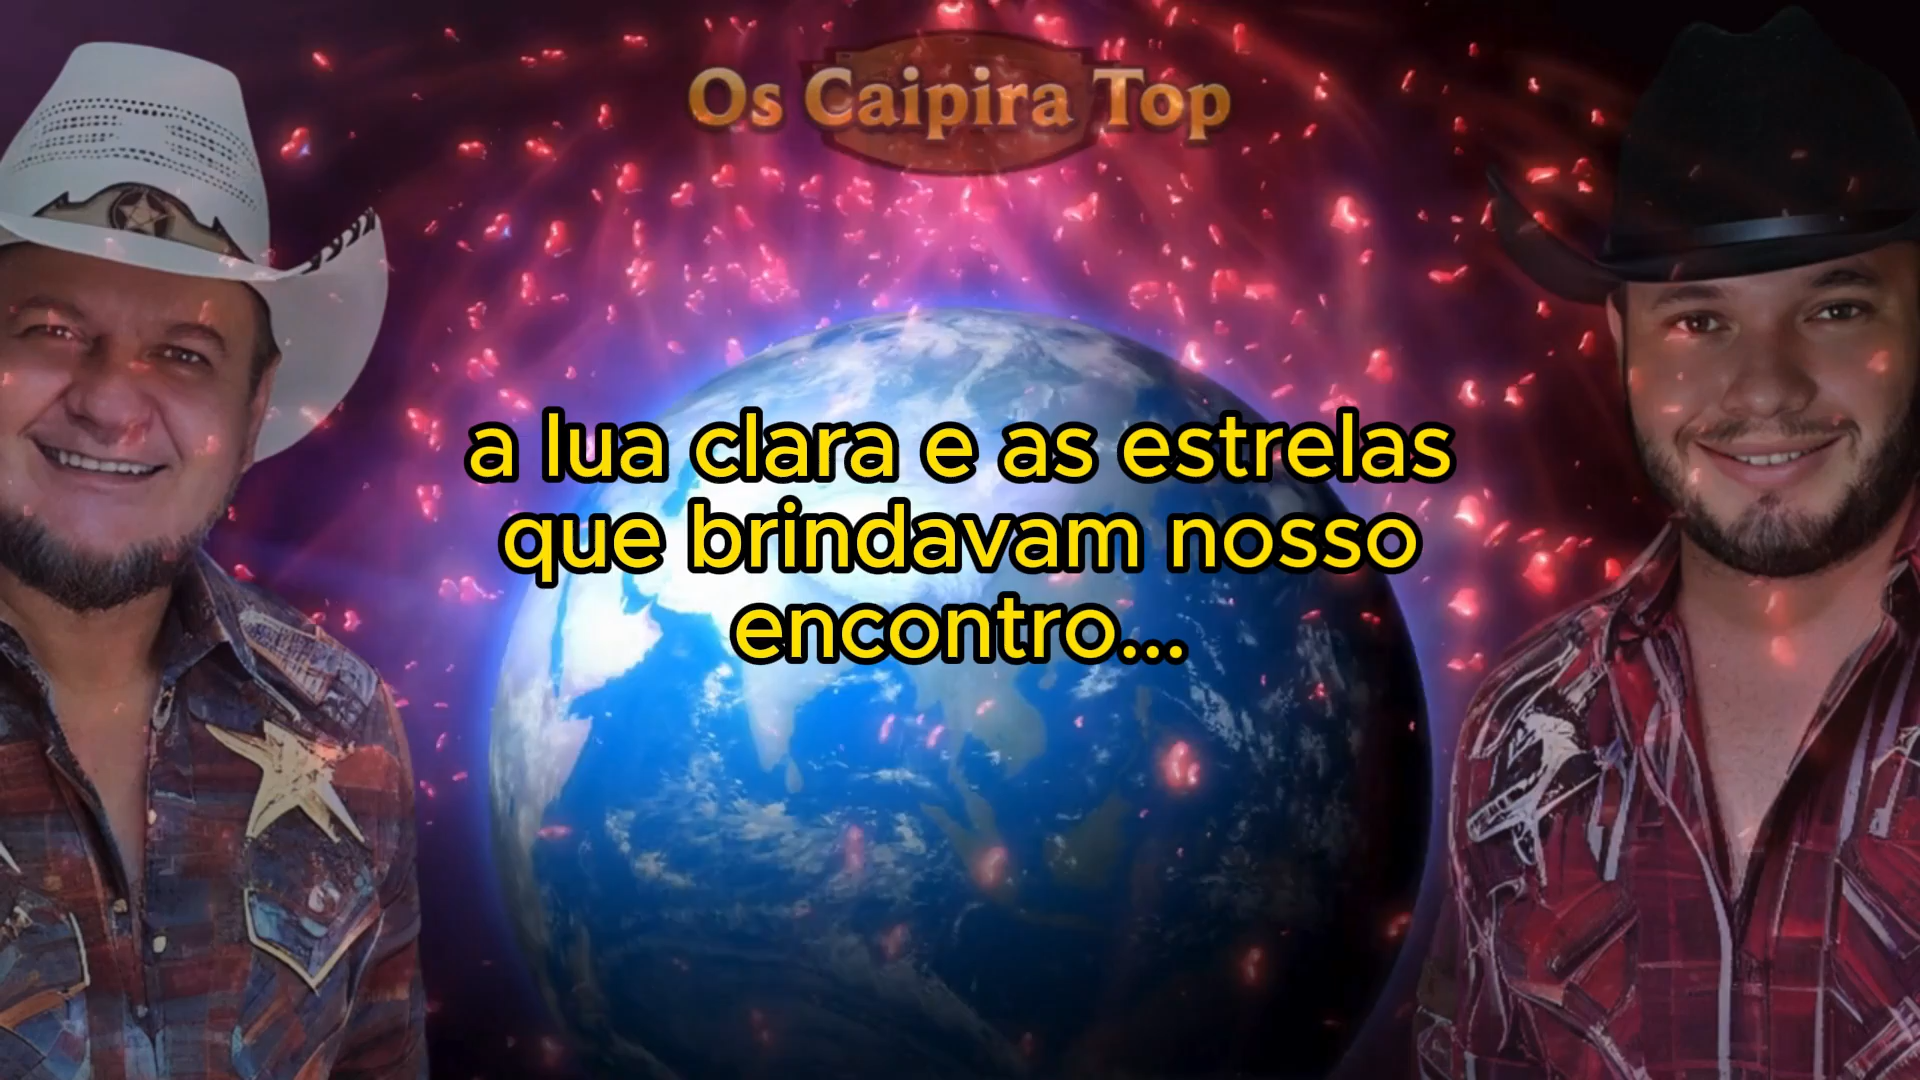 Os Caipira Top
a lua clara e as estrelas
que brindavam nosso
encontro...